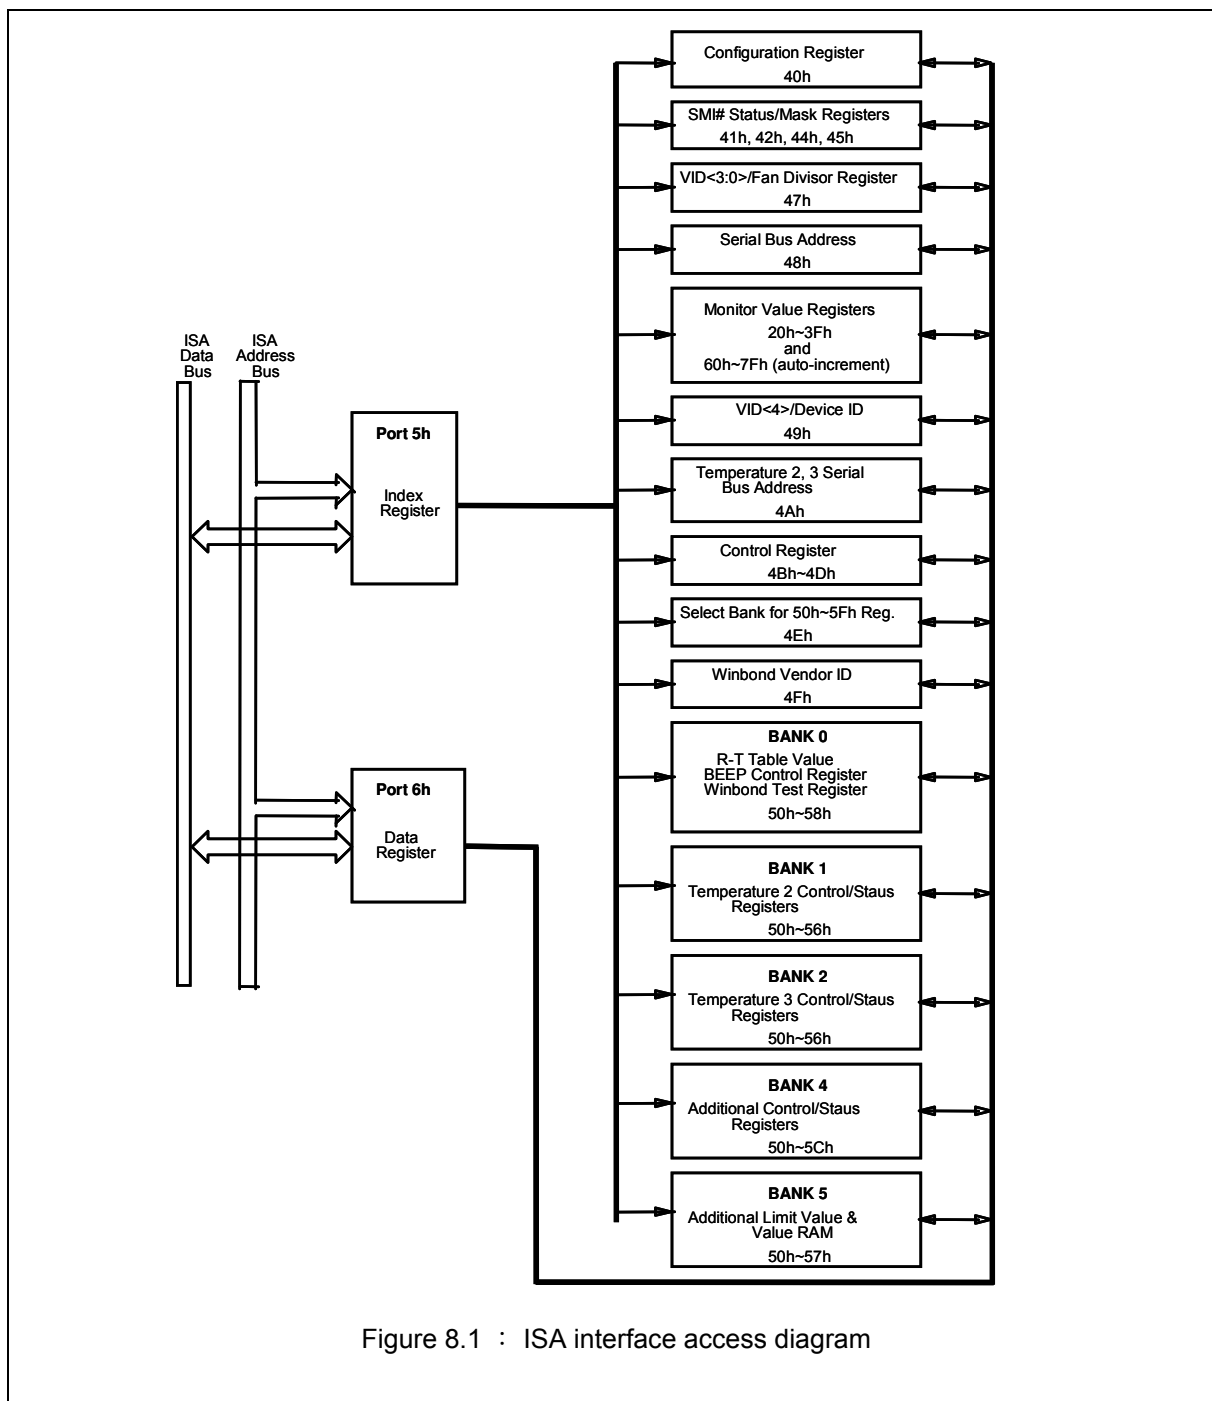 ISA
Data
Bus
ISA
Address
Bus
Port 5h
Index
Register
Port 6h
Data
Register
Configuration Register
40h
SMI# Status/Mask Registers
41h, 42h, 44h, 45h
VID<3:0>/Fan Divisor Register
47h
Serial Bus Address
48h
Monitor Value Registers
20h~3Fh
and
60h~7Fh (auto-increment)
VID<4>/Device ID
49h
Temperature 2, 3 Serial
Bus Address
4Ah
Control Register
4Bh~4Dh
Select Bank for 50h~5Fh Reg.
4Eh
Winbond Vendor ID
4Fh
BANK 0
R-T Table Value
BEEP Control Register
Winbond Test Register
50h~58h
BANK 1
Temperature 2 Control/Staus
Registers
50h~56h
BANK 2
Temperature 3 Control/Staus
Registers
50h~56h
BANK 4
Additional Control/Staus
Registers
50h~5Ch
BANK 5
Additional Limit Value &
Value RAM
50h~57h
Figure 8.1 : ISA interface access diagram